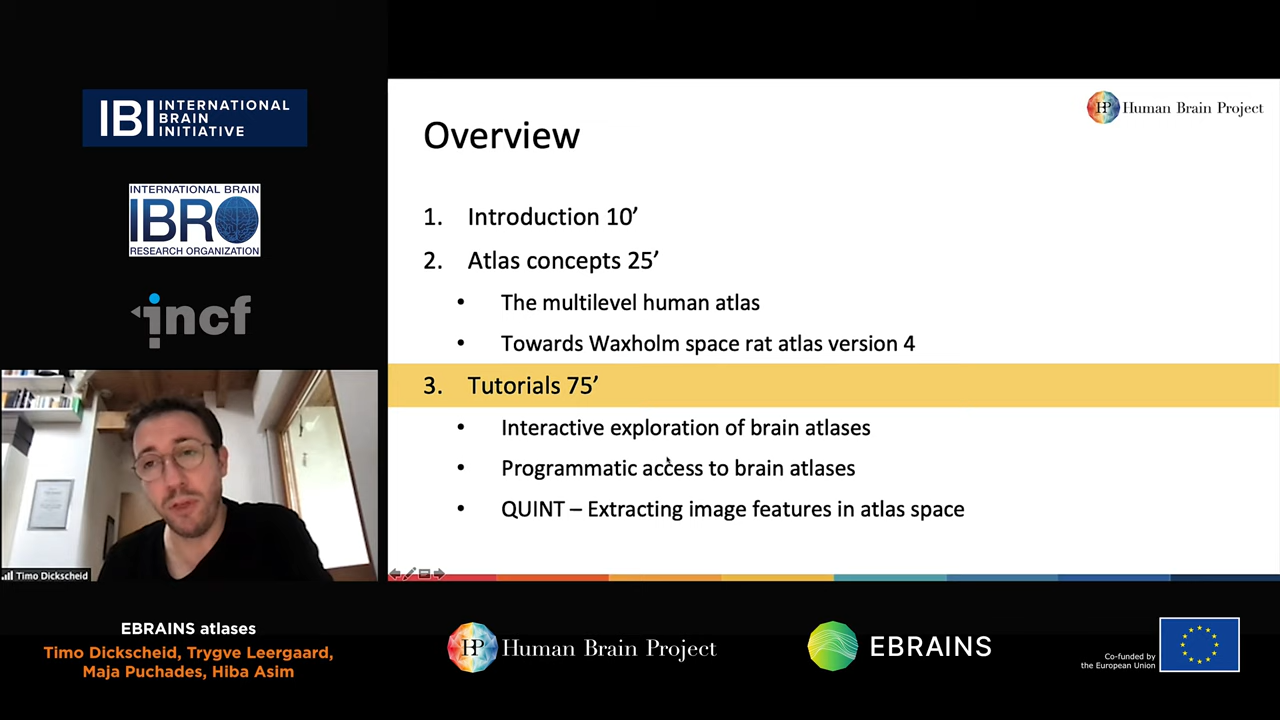 IBI INTERNATIONAL
BRAIN
INITIATIVE
INTERNATIONAL BRAIN
IBRO
RESEARCH ORGANIZATION
incf
Timo Dickscheid
HBP Human Brain Project
Overview
1. Introduction 10’
2. Atlas concepts 25’
• The multilevel human atlas
• Towards Waxholm space rat atlas version 4
3. Tutorials 75’
• Interactive exploration of brain atlases
• Programmatic access to brain atlases
• QUINT – Extracting image features in atlas space
EBRAINS atlases
Timo Dickscheid, Trygve Leergaard,
Maja Puchades, Hiba Asim
HBP Human Brain Project
EBRAINS
Co-funded by
the European Union